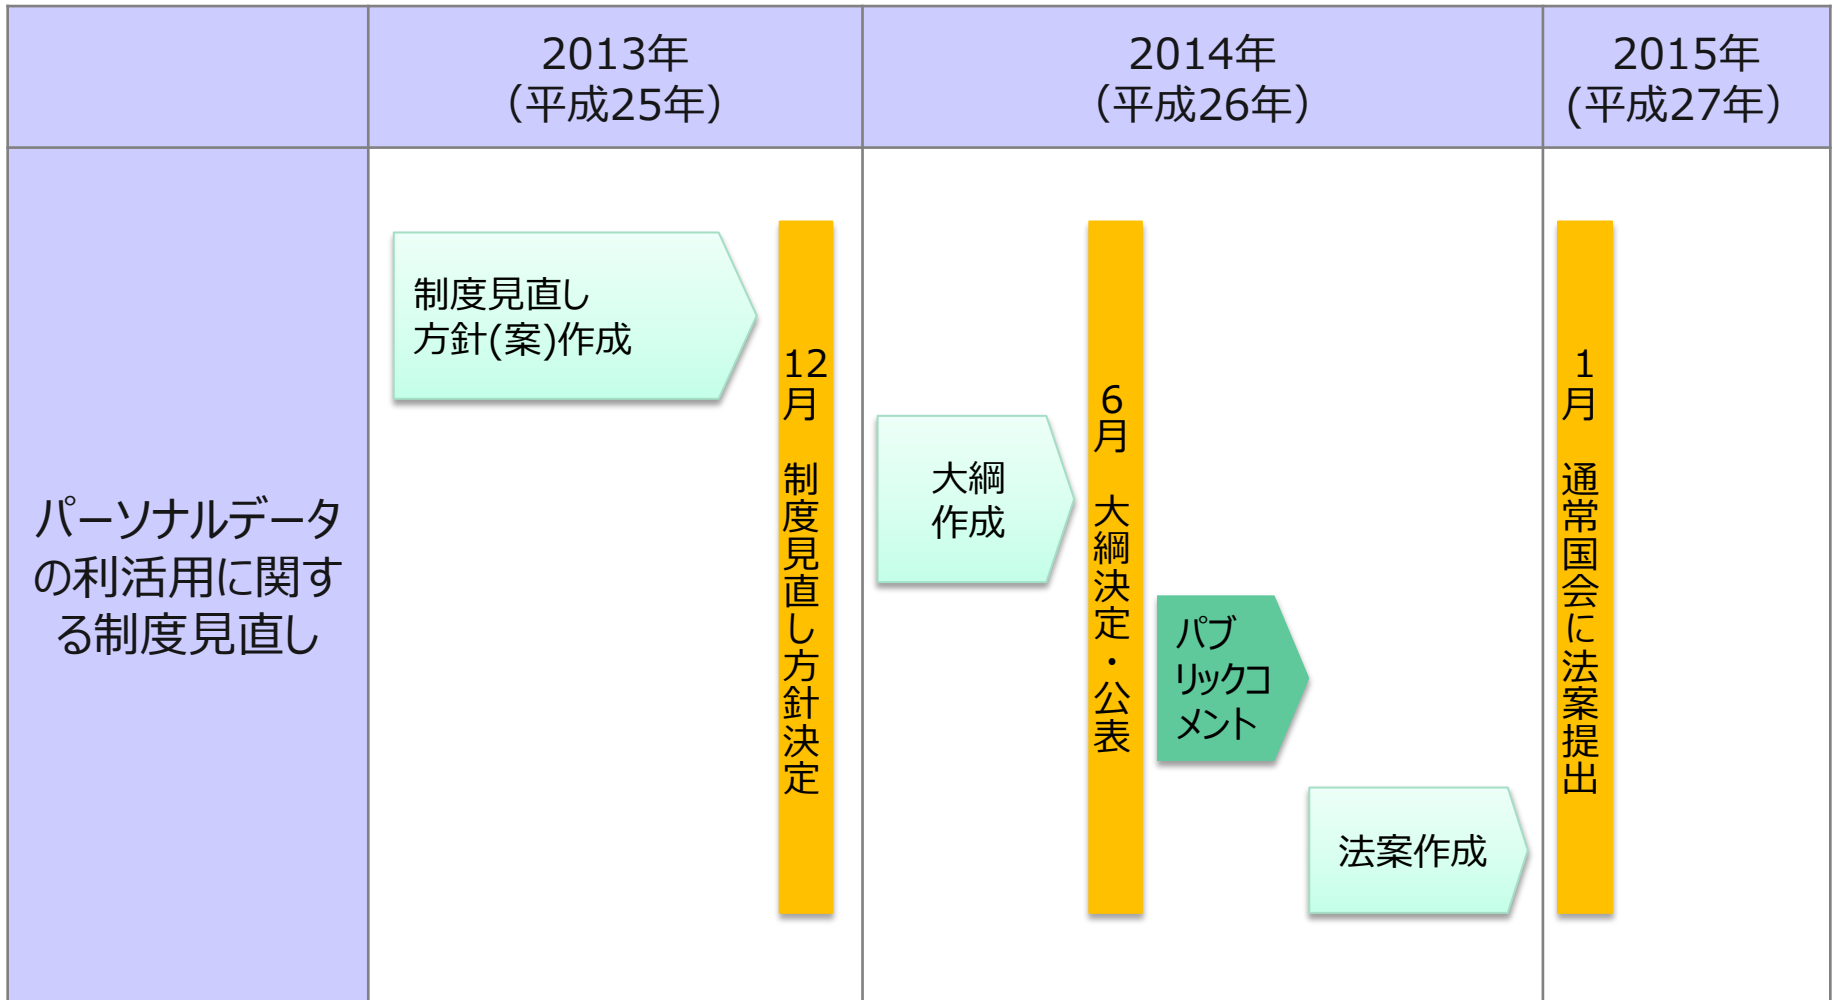 2013年
（平成25年）
2014年
（平成26年）
2015年
(平成27年）
パーソナルデータ
の利活用に関す
る制度見直し
制度見直し
方針(案)作成
12月　制度見直し方針決定
大綱
作成
6月　大綱決定・公表
パブ
リックコ
メント
法案作成
1月　通常国会に法案提出